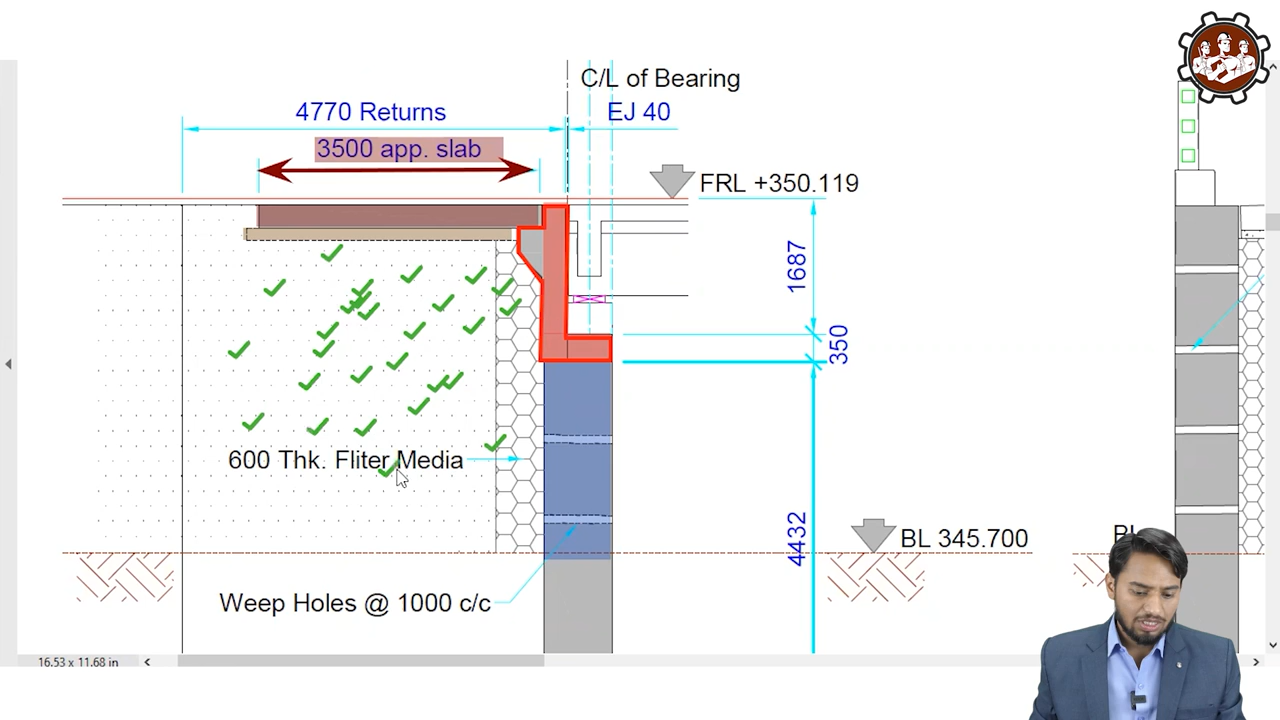 C/L of Bearing
4770 Returns
EJ 40
3500 app. slab
FRL +350.119
1687
350
600 Thk. Fliter Media
4432
BL 345.700
BL
Weep Holes @ 1000 c/c
16.53 x 11.68 in